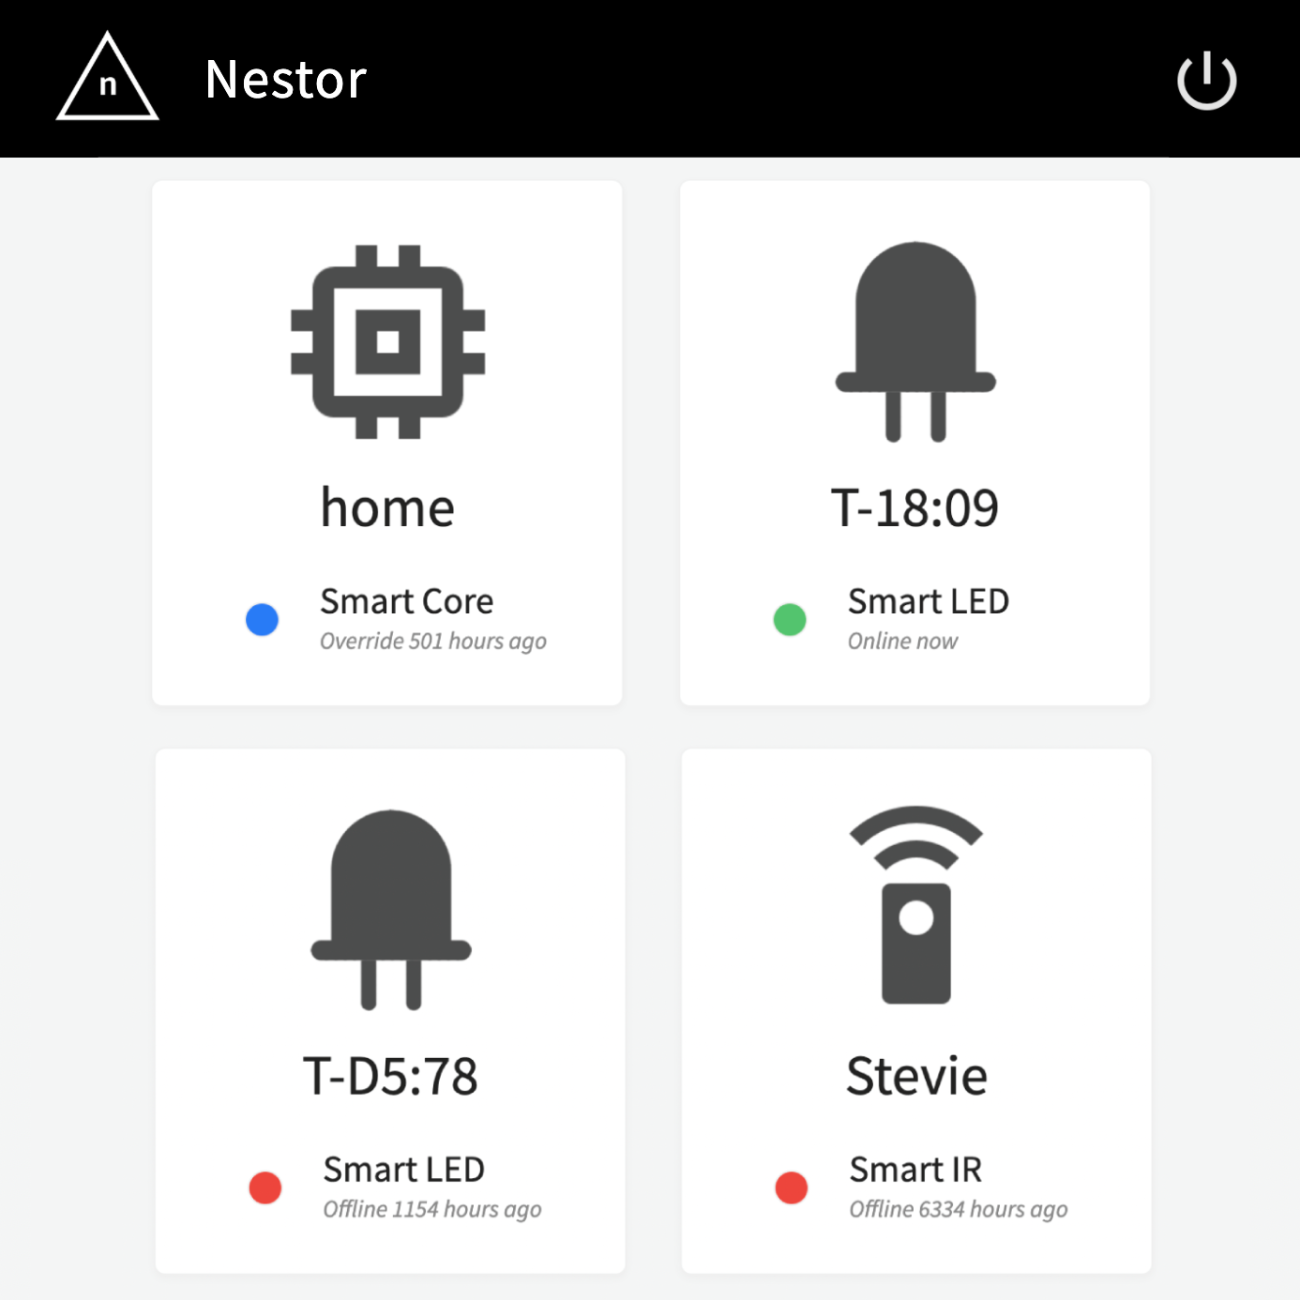 n
Nestor
home
Smart Core
Override 501 hours ago
T-18:09
Smart LED
Online now
T-D5:78
Smart LED
Offline 1154 hours ago
Stevie
Smart IR
Offline 6334 hours ago